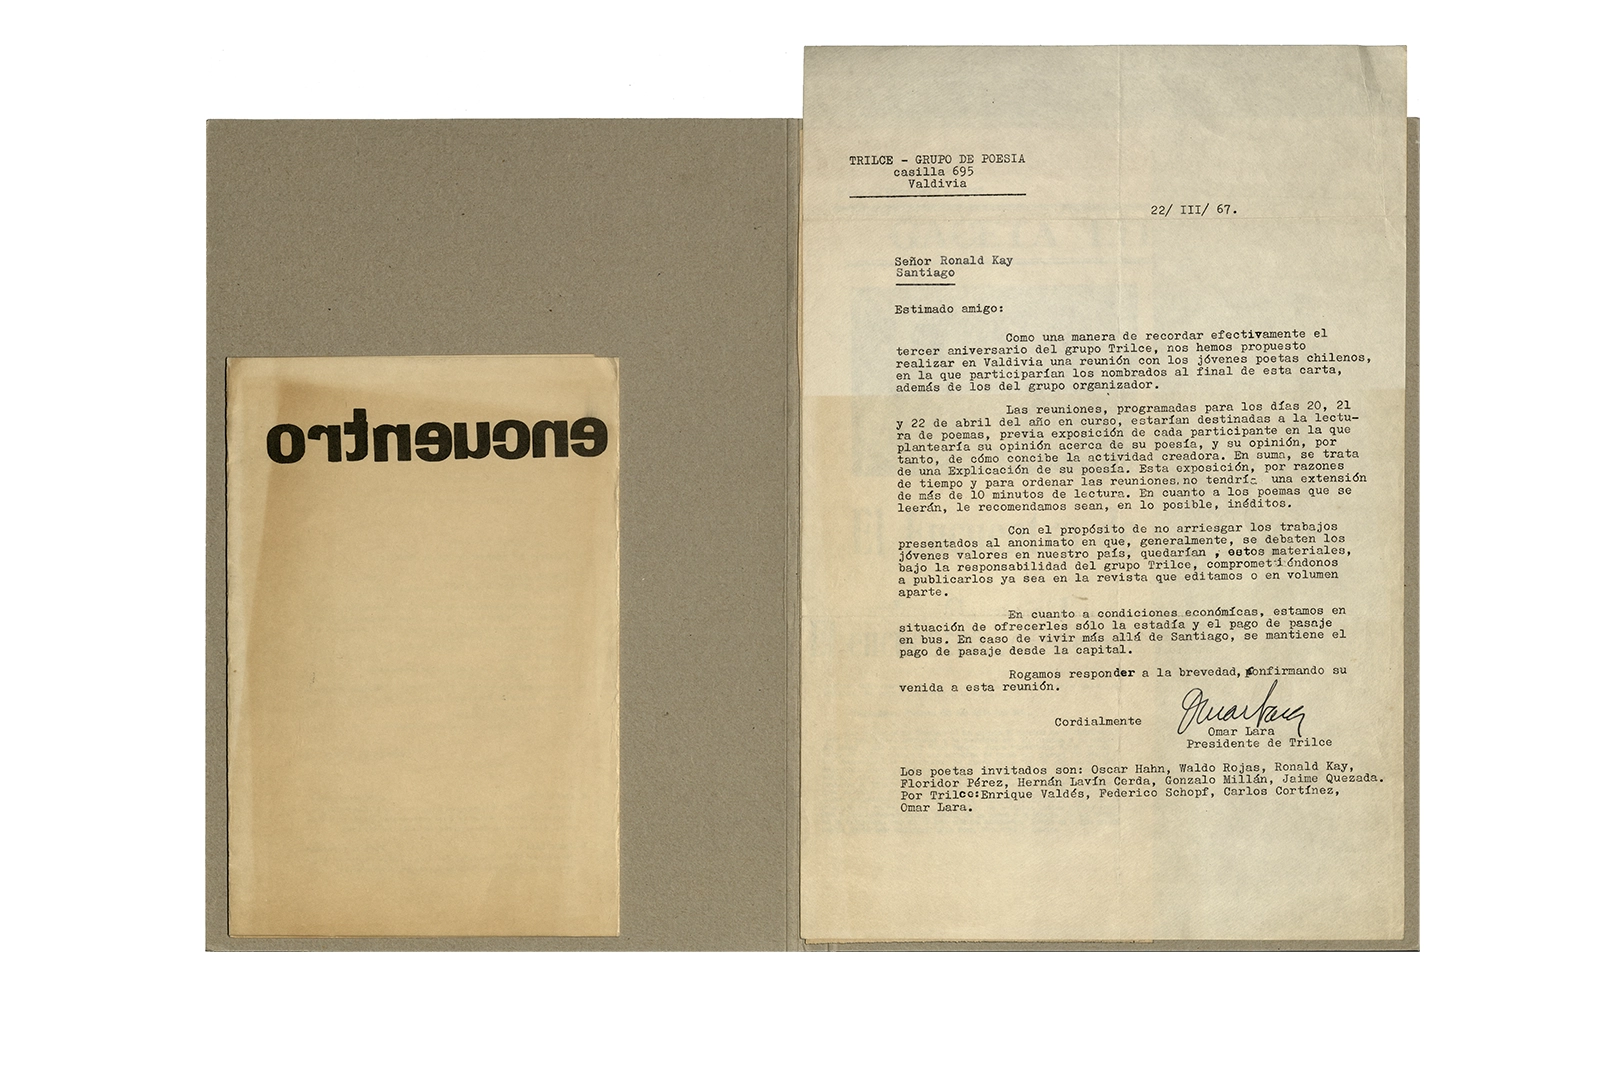 encuentro
TRILCE - GRUPO DE POESIA
casilla 695
Valdivia
22/ III/ 67.
Señor Ronald Kay
Santiago
Estimado amigo:
Como una manera de recordar efectivamente el
tercer aniversario del grupo Trilce, nos hemos propuesto
realizar en Valdivia una reunión con los jóvenes poetas chilenos,
en la que participarían los nombrados al final de esta carta,
además de los del grupo organizador.
Las reuniones, programadas para los días 20, 21
y 22 de abril del año en curso, estarían destinadas a la lectu-
ra de poemas, previa exposición de cada participante en la que
plantearía su opinión acerca de su poesía, y su opinión, por
tanto, de cómo concibe la actividad creadora. En suma, se trata
de una Explicación de su poesía. Esta exposición, por razones
de tiempo y para ordenar las reuniones, no tendría una extensión
de más de 10 minutos de lectura. En cuanto a los poemas que se
leerán, le recomendamos sean, en lo posible, inéditos.
Con el propósito de no arriesgar los trabajos
presentados al anonimato en que, generalmente, se debaten los
jóvenes valores en nuestro país, quedarían , estos materiales,
bajo la responsabilidad del grupo Trilce, comprometiéndonos
a publicarlos ya sea en la revista que editamos o en volumen
aparte.
En cuanto a condiciones económicas, estamos en
situación de ofrecerles sólo la estadía y el pago de pasaje
en bus. En caso de vivir más allá de Santiago, se mantiene el
pago de pasaje desde la capital.
Rogamos responder a la brevedad, confirmando su
venida a esta reunión.
Cordialmente
Omar Lara
Omar Lara
Presidente de Trilce
Los poetas invitados son: Oscar Hahn, Waldo Rojas, Ronald Kay,
Floridor Pérez, Hernán Lavín Cerda, Gonzalo Millán, Jaime Quezada.
Por Trilce:Enrique Valdés, Federico Schopf, Carlos Cortínez,
Omar Lara.